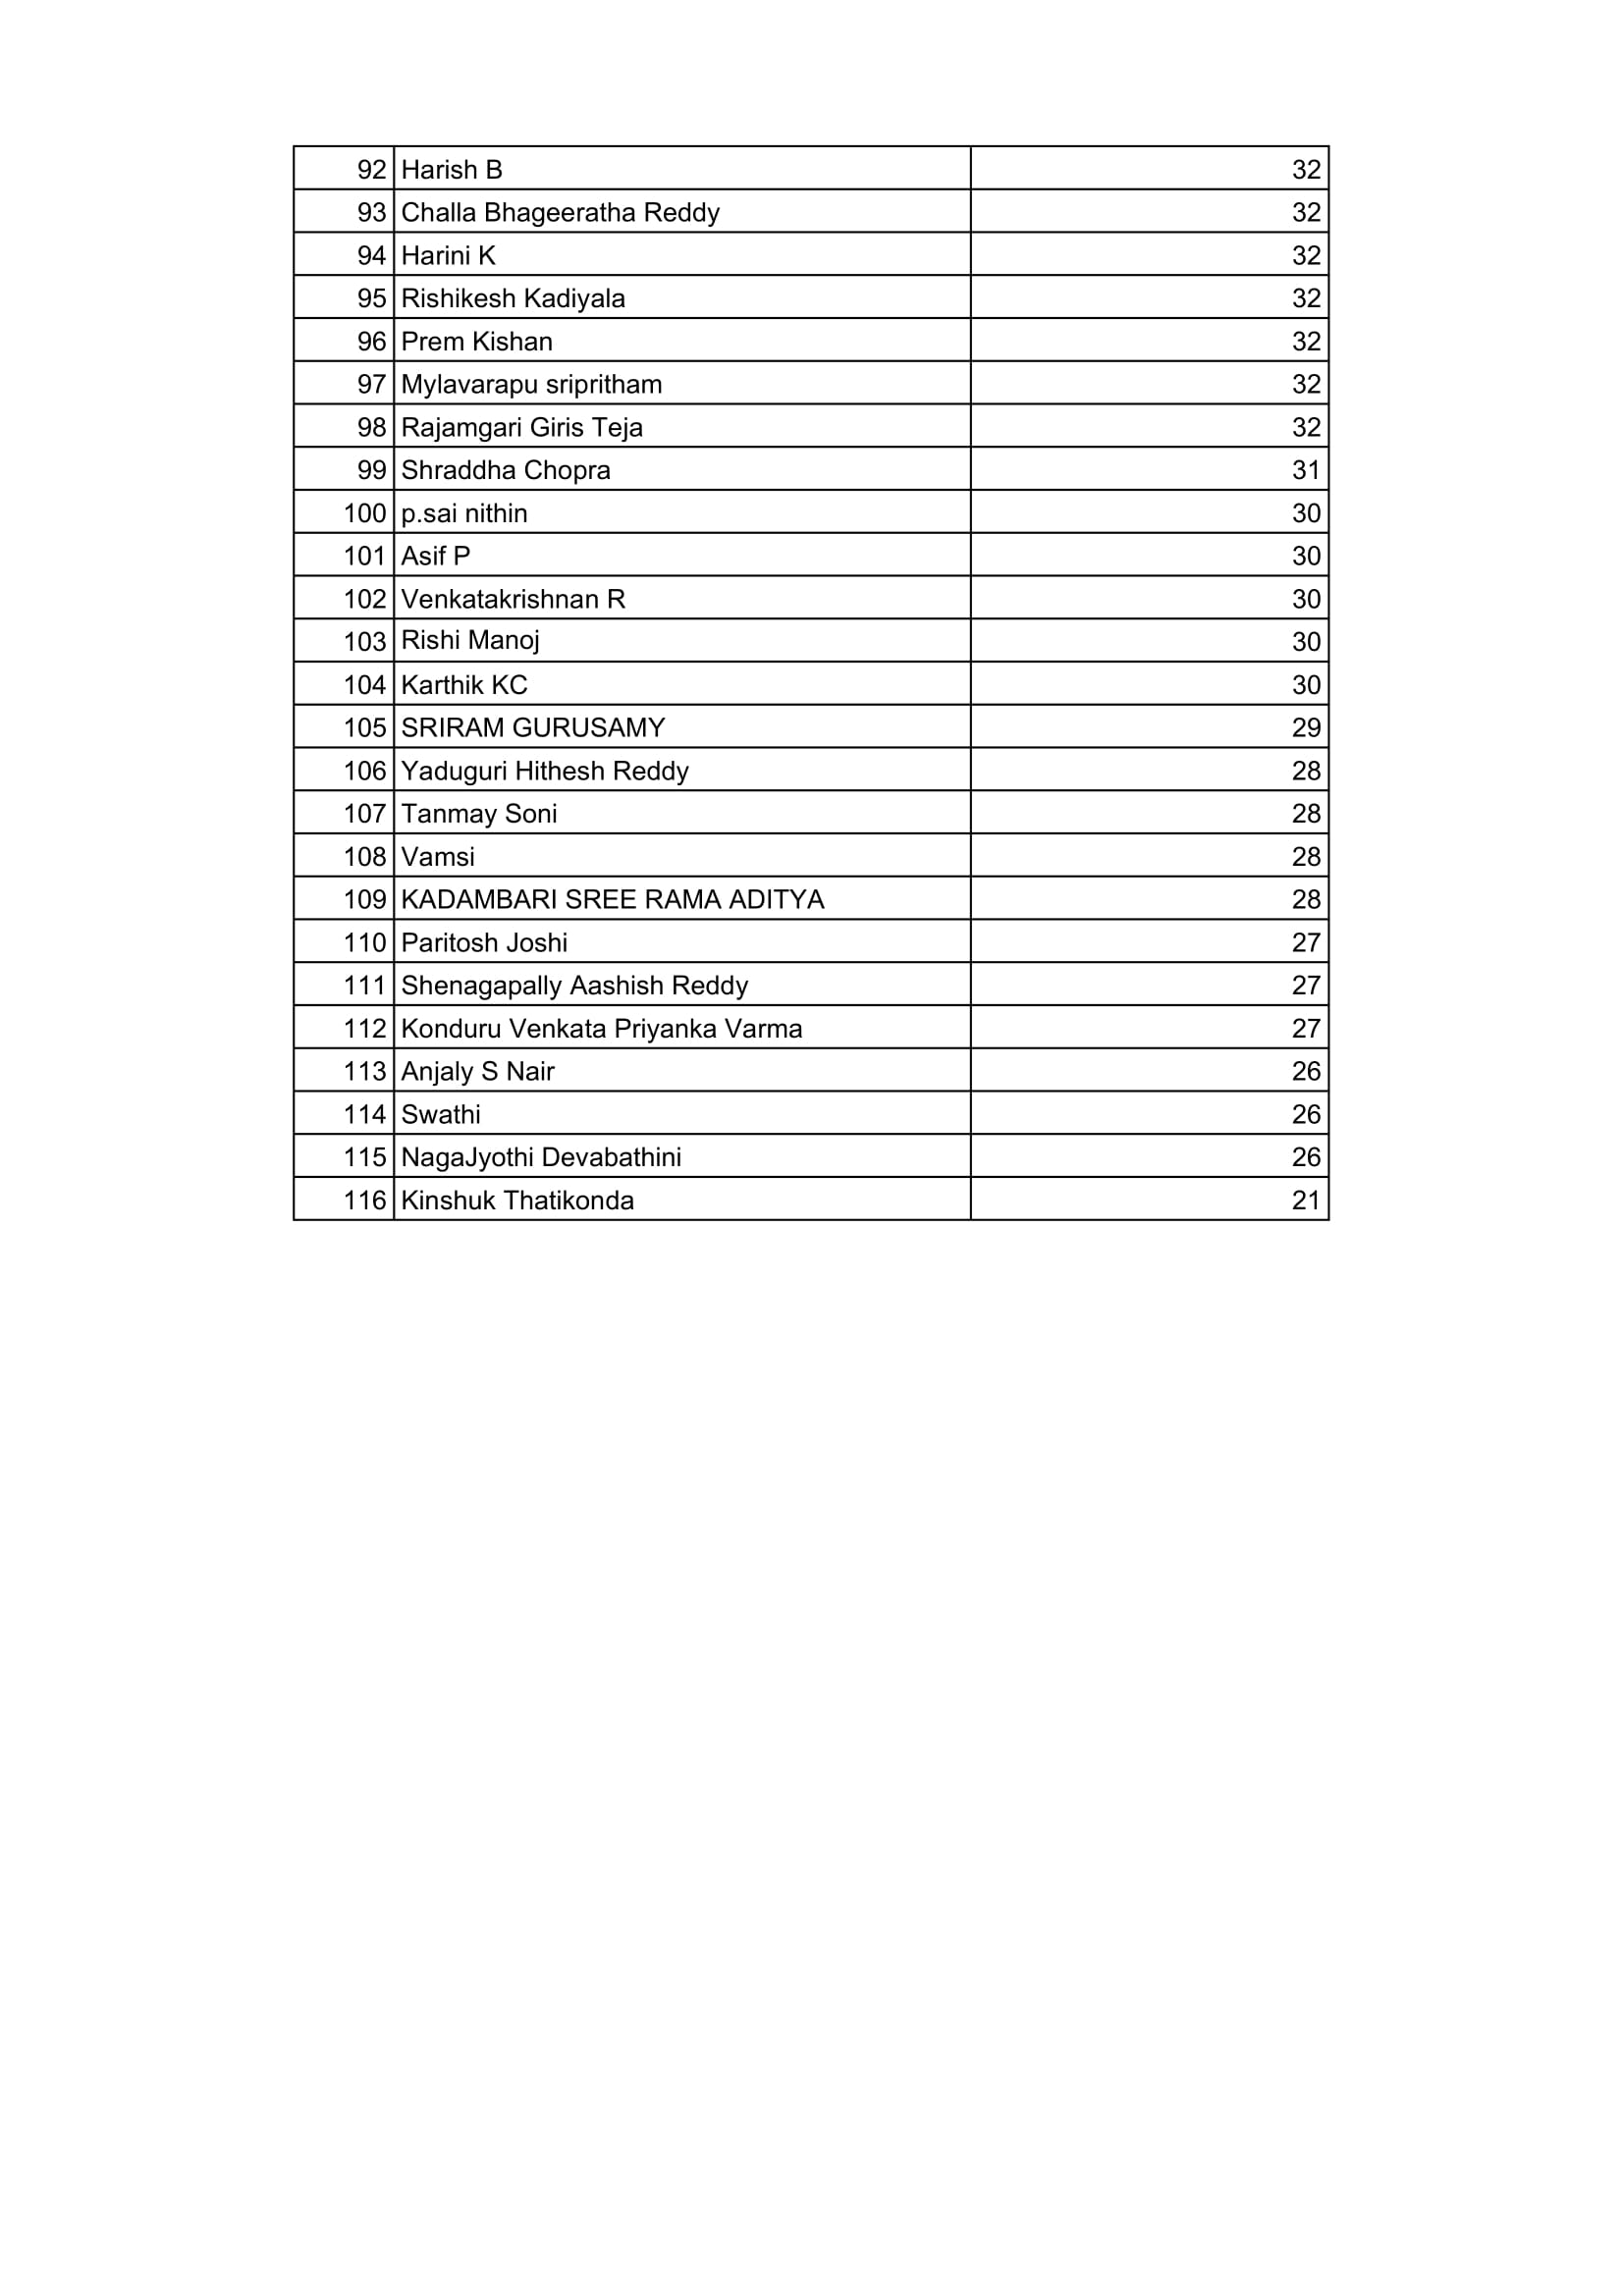 92 Harish B 32
93 Challa Bhageeratha Reddy 32
94 Harini K 32
95 Rishikesh Kadiyala 32
96 Prem Kishan 32
97 Mylavarapu sripritham 32
98 Rajamgari Giris Teja 32
99 Shraddha Chopra 31
100 p.sai nithin 30
101 Asif P 30
102 Venkatakrishnan R 30
103 Rishi Manoj 30
104 Karthik KC 30
105 SRIRAM GURUSAMY 29
106 Yaduguri Hithesh Reddy 28
107 Tanmay Soni 28
108 Vamsi 28
109 KADAMBARI SREE RAMA ADITYA 28
110 Paritosh Joshi 27
111 Shenagapally Aashish Reddy 27
112 Konduru Venkata Priyanka Varma 27
113 Anjaly S Nair 26
114 Swathi 26
115 NagaJyothi Devabathini 26
116 Kinshuk Thatikonda 21